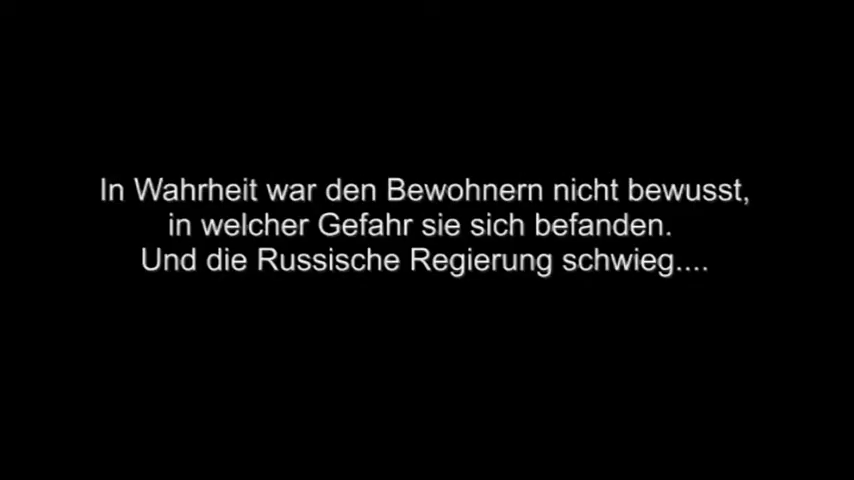 In Wahrheit war den Bewohnern nicht bewusst,
in welcher Gefahr sie sich befanden.
Und die Russische Regierung schwieg....